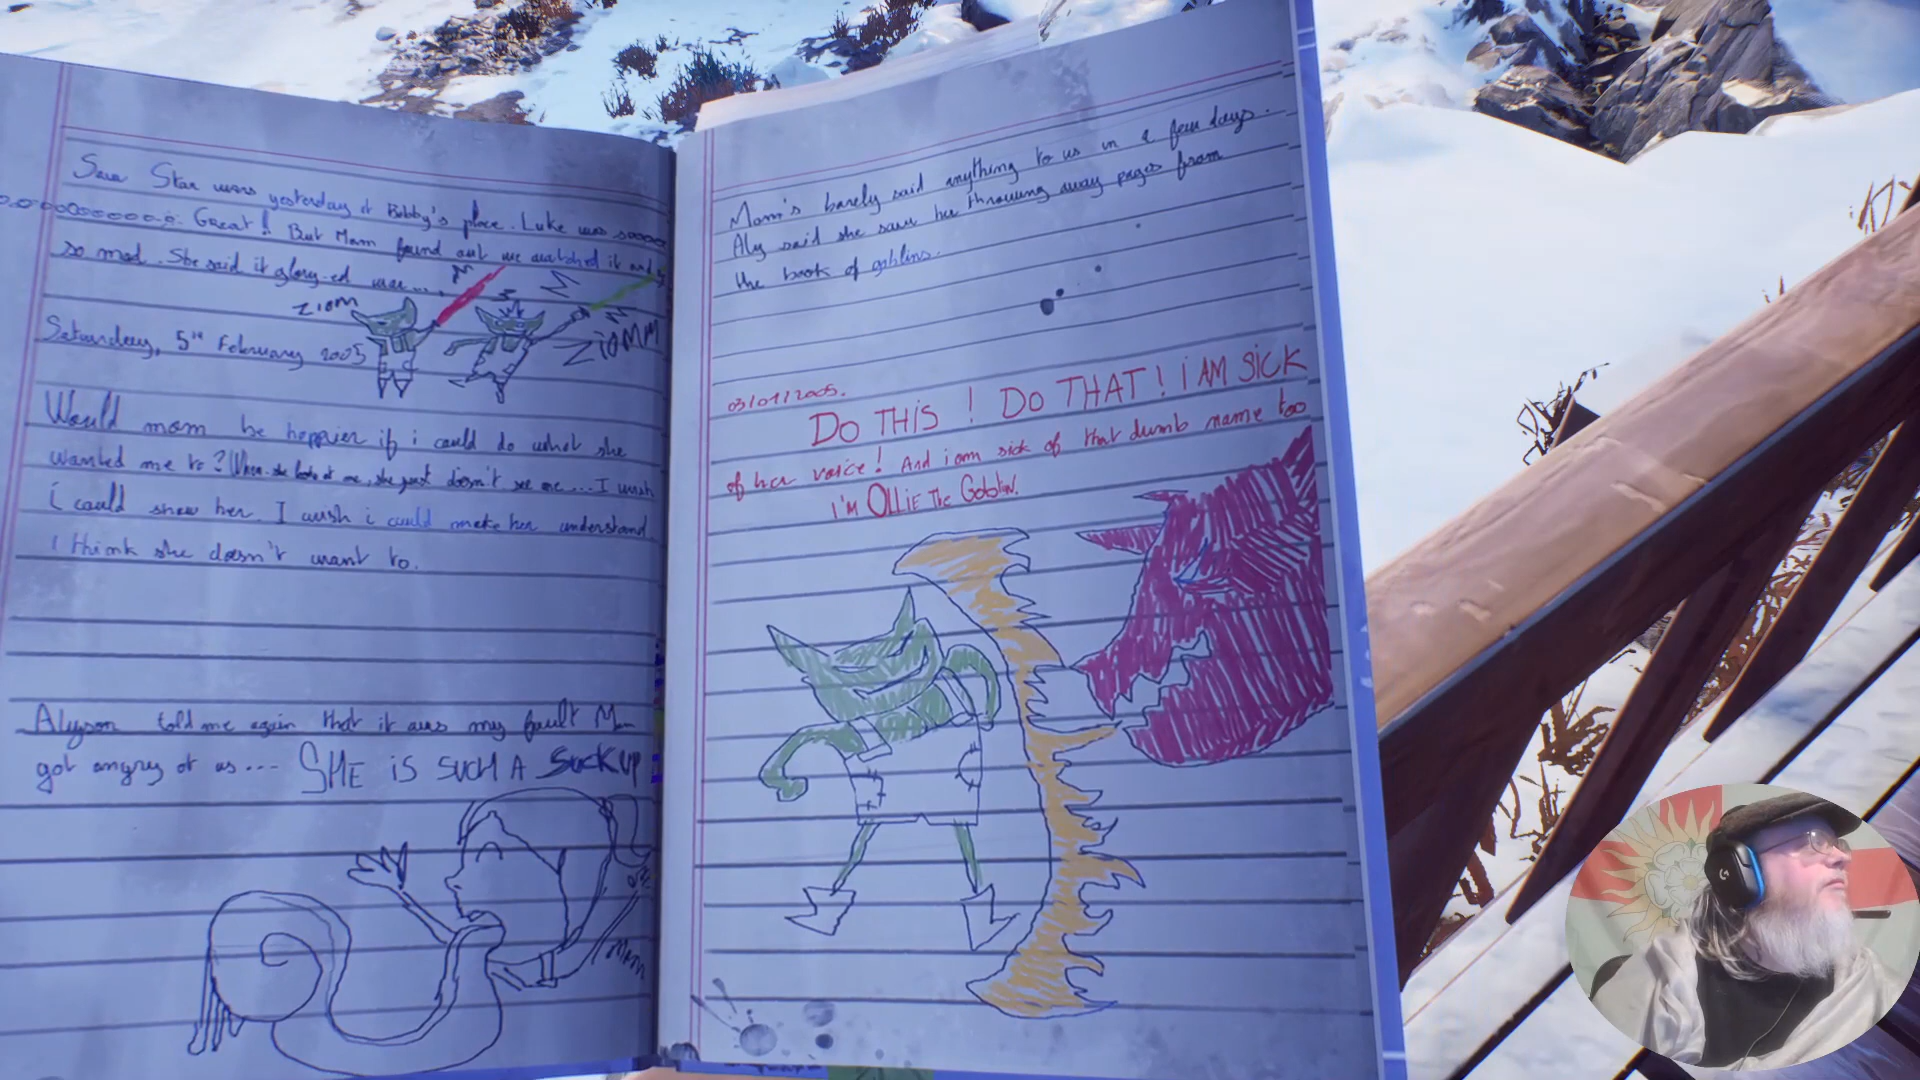 Saw Star wars yesterday at Bobby's place. Luke was soooo
o.ooooooooooo.o. Great! But Mom found out we watched it and
so mad. She said it glory-ed war...
ZIOM
ZIOMM
Saturday, 5th February 2005
Would mom be happier if i could do what she
wanted me to? When she looks at me, she just doesn't see me... I wish
i could show her. I wish i could make her understand
I think she doesn't want to.
Alyson told me again that it was my fault Mom
got angry at us... SHE IS SUCH A SUCK UP
Mom
Mom's barely said anything to us in a few days.
Aly said she saw her throwing away pages from
the book of goblins.
03/01/2005.
DO THIS! DO THAT! I AM SICK
of her voice! And i am sick of that dumb name too
I'M OLLIE THE GOBLIN.